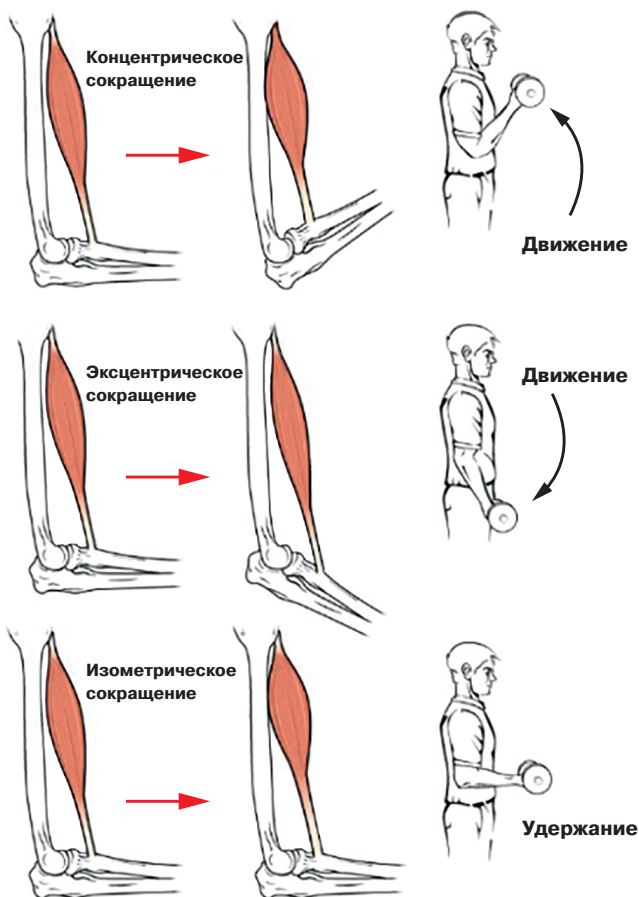 Концентрическое
сокращение
Движение
Эксцентрическое
сокращение
Движение
Изометрическое
сокращение
Удержание